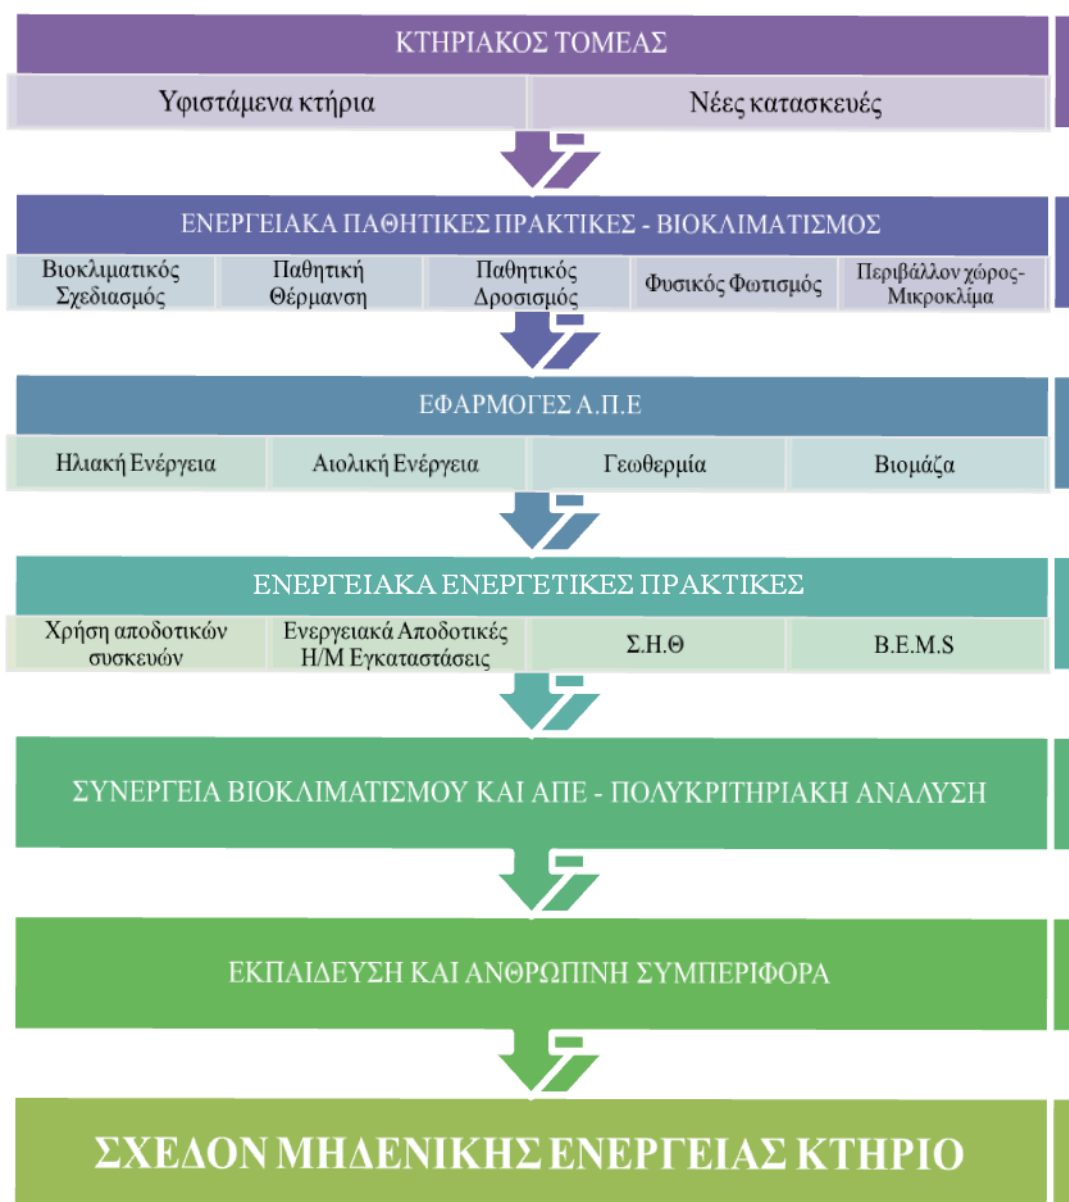 ΚΤΗΡΙΑΚΟΣ ΤΟΜΕΑΣ
Υφιστάμενα κτήρια
Νέες κατασκευές
ΕΝΕΡΓΕΙΑΚΑ ΠΑΘΗΤΙΚΕΣ ΠΡΑΚΤΙΚΕΣ - ΒΙΟΚΛΙΜΑΤΙΣΜΟΣ
Βιοκλιματικός
Σχεδιασμός
Παθητική
Θέρμανση
Παθητικός
Δροσισμός
Φυσικός Φωτισμός
Περιβάλλον χώρος-
Μικροκλίμα
ΕΦΑΡΜΟΓΕΣ Α.Π.Ε
Ηλιακή Ενέργεια
Αιολική Ενέργεια
Γεωθερμία
Βιομάζα
ΕΝΕΡΓΕΙΑΚΑ ΕΝΕΡΓΕΤΙΚΕΣ ΠΡΑΚΤΙΚΕΣ
Χρήση αποδοτικών
συσκευών
Ενεργειακά Αποδοτικές
Η/Μ Εγκαταστάσεις
Σ.Η.Θ
B.E.M.S
ΣΥΝΕΡΓΕΙΑ ΒΙΟΚΛΙΜΑΤΙΣΜΟΥ ΚΑΙ ΑΠΕ - ΠΟΛΥΚΡΙΤΗΡΙΑΚΗ ΑΝΑΛΥΣΗ
ΕΚΠΑΙΔΕΥΣΗ ΚΑΙ ΑΝΘΡΩΠΙΝΗ ΣΥΜΠΕΡΙΦΟΡΑ
ΣΧΕΔΟΝ ΜΗΔΕΝΙΚΗΣ ΕΝΕΡΓΕΙΑΣ ΚΤΗΡΙΟ